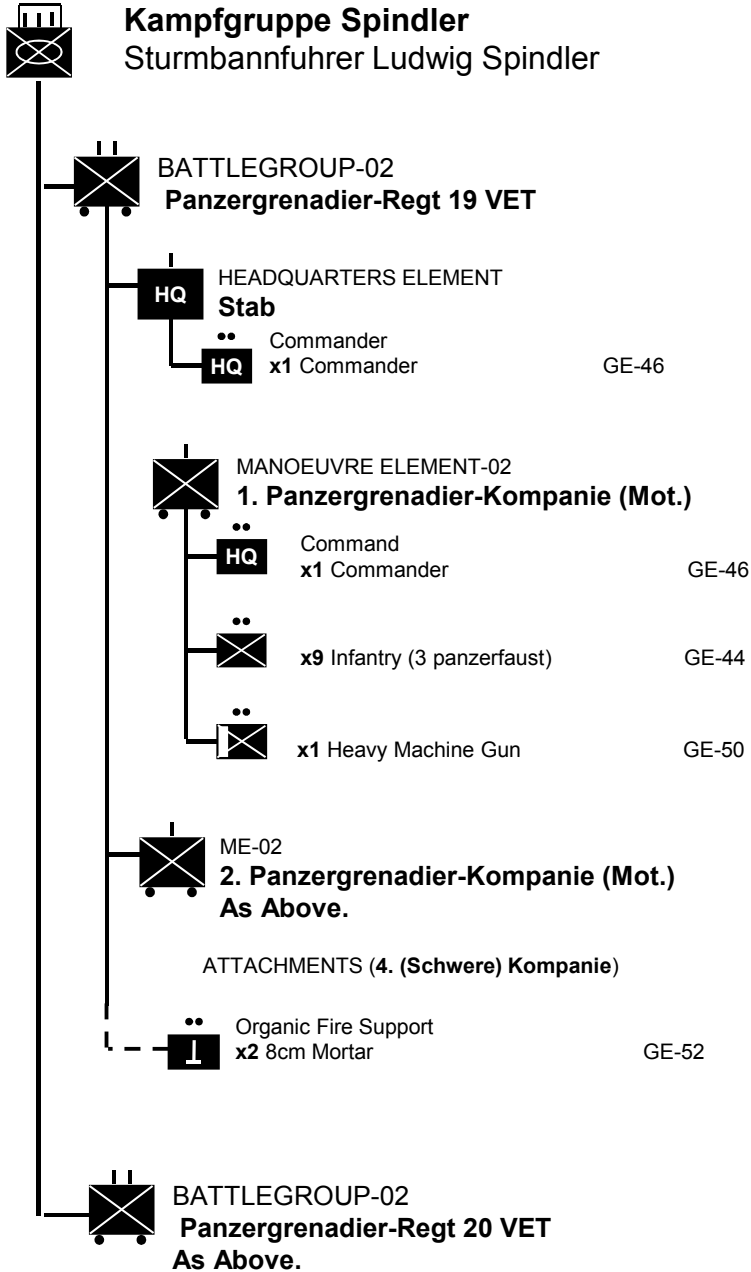 Kampfgruppe Spindler
Sturmbannfuhrer Ludwig Spindler
BATTLEGROUP-02
Panzergrenadier-Regt 19 VET
HQ
HEADQUARTERS ELEMENT
Stab
HQ
Commander
x1 Commander GE-46
MANOEUVRE ELEMENT-02
1. Panzergrenadier-Kompanie (Mot.)
HQ
Command
x1 Commander GE-46
x9 Infantry (3 panzerfaust) GE-44
x1 Heavy Machine Gun GE-50
ME-02
2. Panzergrenadier-Kompanie (Mot.)
As Above.
ATTACHMENTS (4. (Schwere) Kompanie)
Organic Fire Support
x2 8cm Mortar GE-52
BATTLEGROUP-02
Panzergrenadier-Regt 20 VET
As Above.